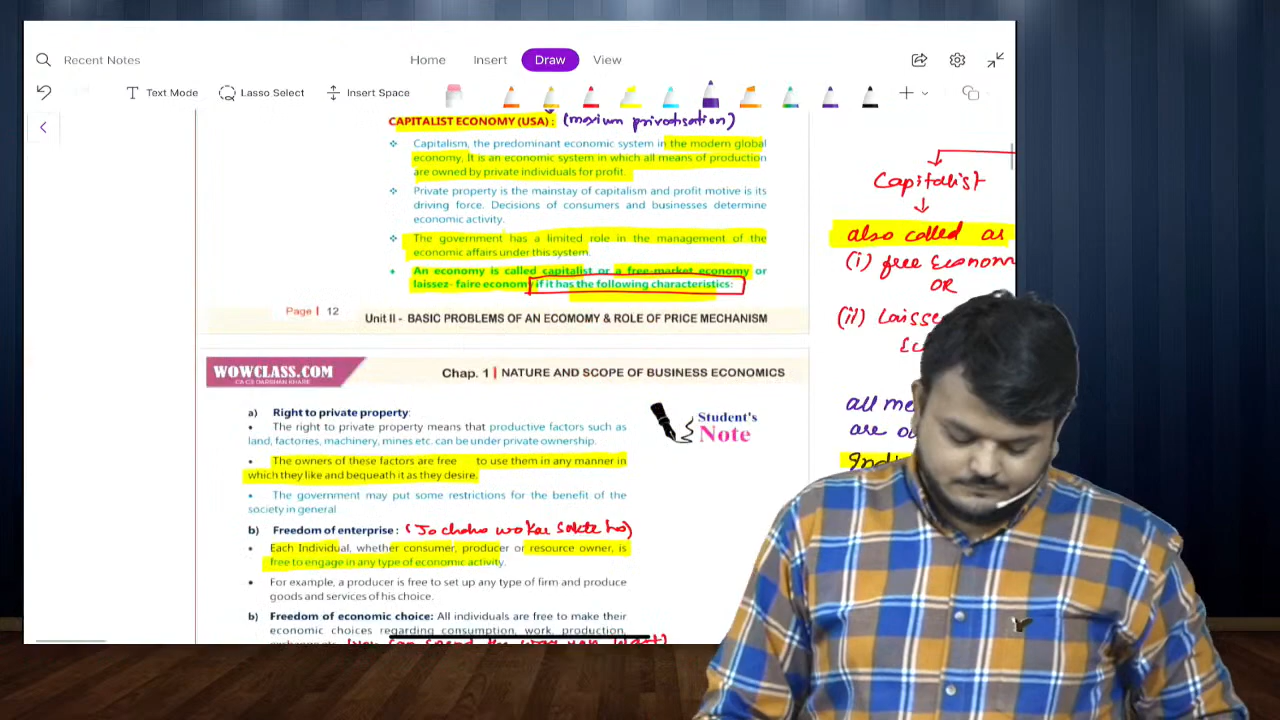 Recent Notes
Home Insert Draw View
Text Mode Lasso Select Insert Space
CAPITALIST ECONOMY (USA) : (maxium privatisation)
Capitalism, the predominant economic system in the modern global
economy. It is an economic system in which all means of production
are owned by private individuals for profit.
Private property is the mainstay of capitalism and profit motive is its
driving force. Decisions of consumers and businesses determine
economic activity.
The government has a limited role in the management of the
economic affairs under this system.
An economy is called capitalist or a free-market economy or
laissez- faire economy if it has the following characteristics:
Page | 12
Unit II - BASIC PROBLEMS OF AN ECOMOMY & ROLE OF PRICE MECHANISM
WOWCLASS.COM
CA CS DARSHAN KHARE
Chap. 1 | NATURE AND SCOPE OF BUSINESS ECONOMICS
a) Right to private property:
• The right to private property means that productive factors such as
land, factories, machinery, mines etc. can be under private ownership.
• The owners of these factors are free to use them in any manner in
which they like and bequeath it as they desire.
• The government may put some restrictions for the benefit of the
society in general
b) Freedom of enterprise : (Jo chaho wo kar sakte ho)
• Each Individual, whether consumer, producer or resource owner, is
free to engage in any type of economic activity.
• For example, a producer is free to set up any type of firm and produce
goods and services of his choice.
b) Freedom of economic choice: All individuals are free to make their
economic choices regarding consumption, work, production,
Student's
Note
Capitalist
also called as
(i) free Econom
OR
(ii) Laisse
all me
are o